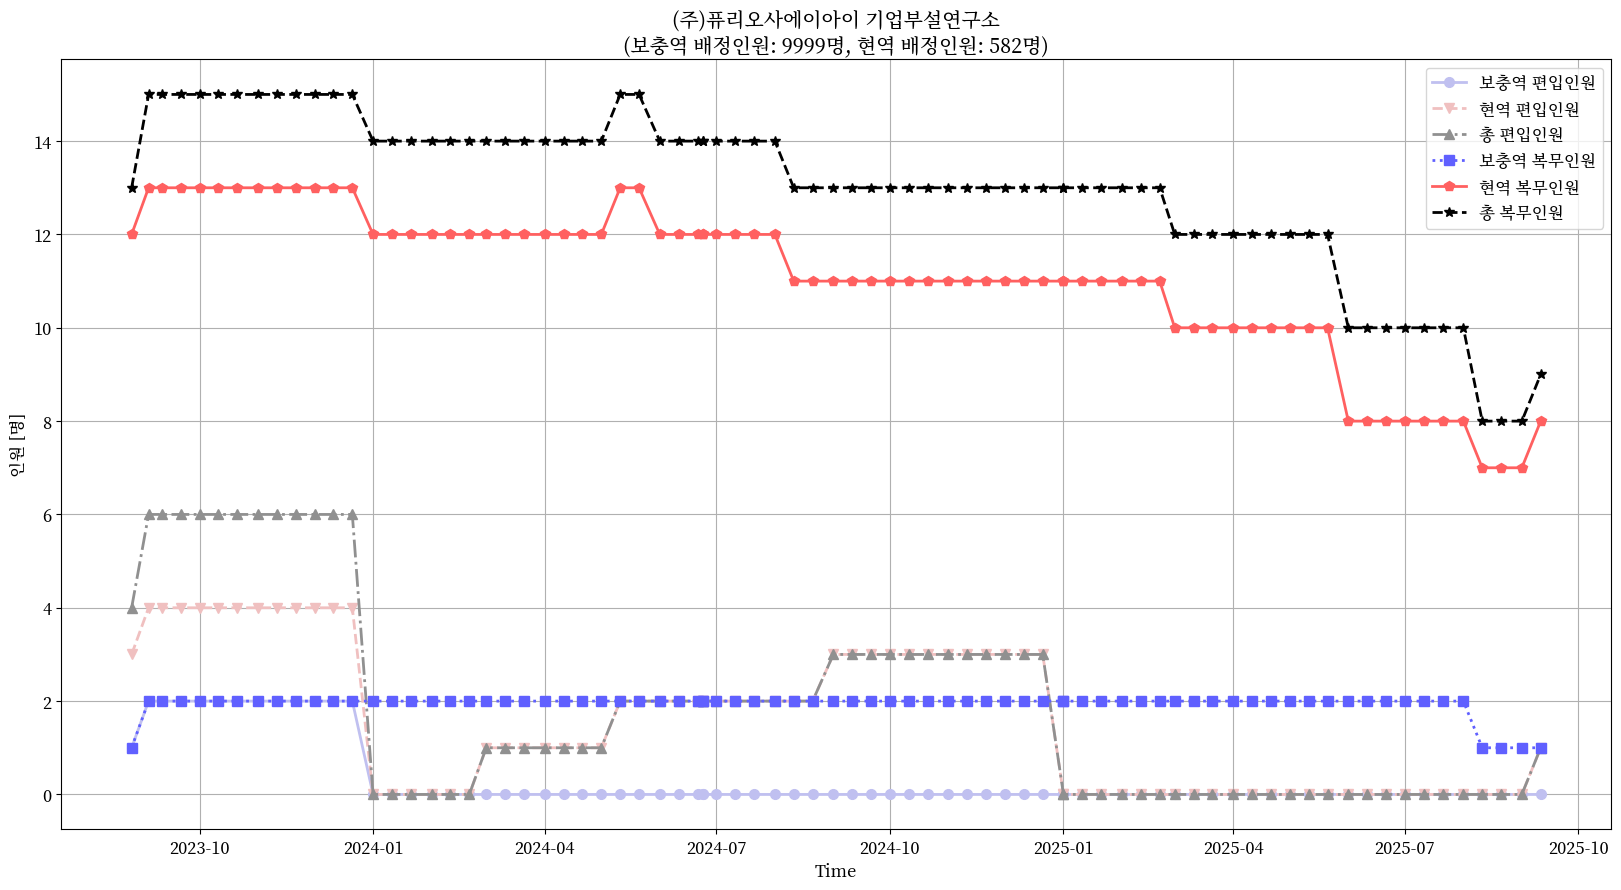 (주)퓨리오사에이아이 기업부설연구소
(보충역 배정인원: 9999명, 현역 배정인원: 582명)
보충역 편입인원
현역 편입인원
총 편입인원
보충역 복무인원
현역 복무인원
총 복무인원
인원 [명]
14
12
10
8
6
4
2
0
2023-10
2024-01
2024-04
2024-07
2024-10
2025-01
2025-04
2025-07
2025-10
Time